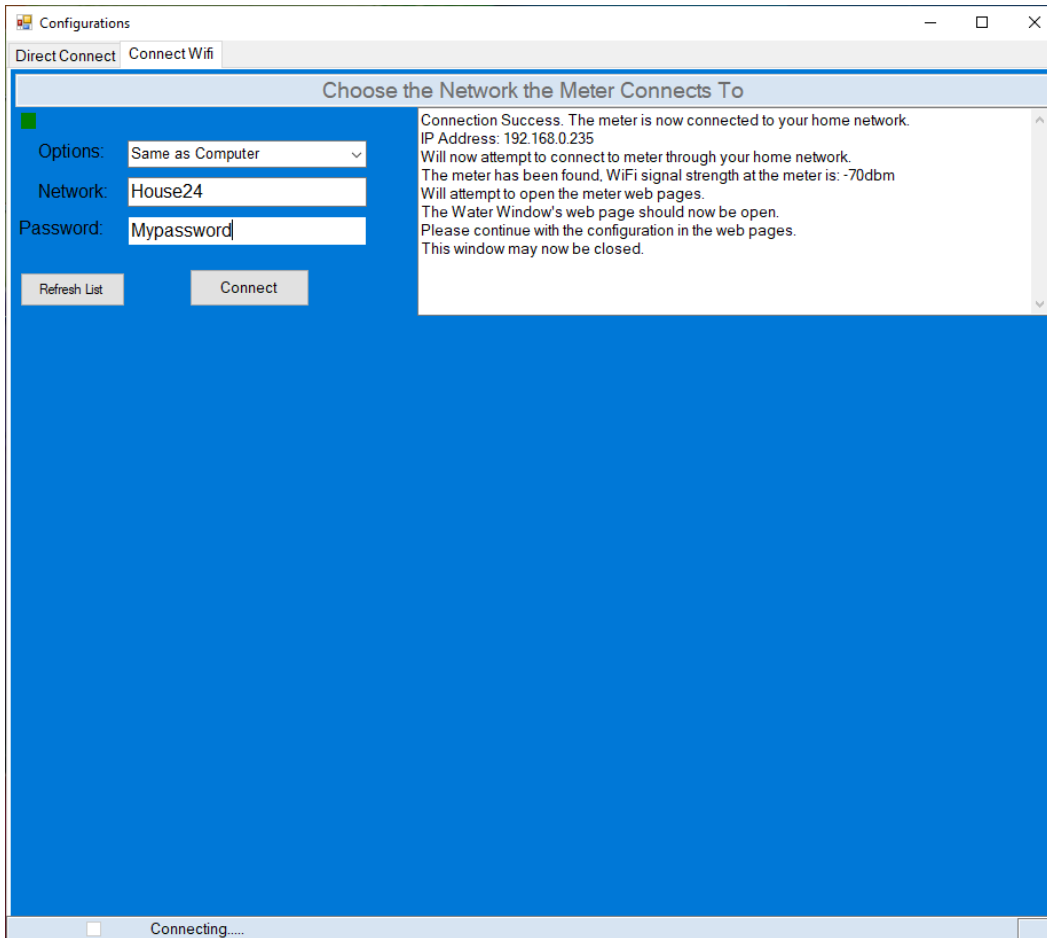 Configurations
Direct Connect Connect Wifi
Choose the Network the Meter Connects To
Options: Same as Computer
Network: House24
Password: Mypassword
Refresh List Connect
Connection Success. The meter is now connected to your home network.
IP Address: 192.168.0.235
Will now attempt to connect to meter through your home network.
The meter has been found, WiFi signal strength at the meter is: -70dbm
Will attempt to open the meter web pages.
The Water Window's web page should now be open.
Please continue with the configuration in the web pages.
This window may now be closed.
Connecting.....